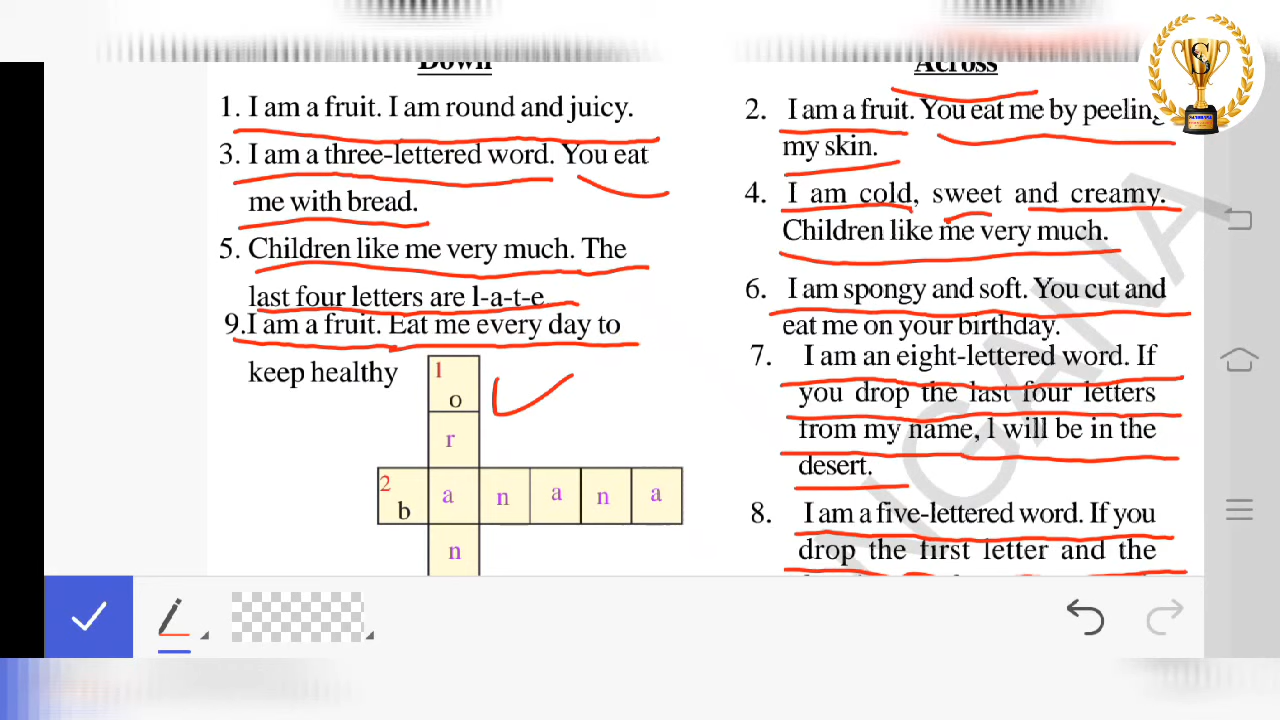 Down
1. I am a fruit. I am round and juicy.
3. I am a three-lettered word. You eat
me with bread.
5. Children like me very much. The
last four letters are l-a-t-e
9.I am a fruit. Eat me every day to
keep healthy
1
o
r
2
b a n a n a
n
Across
2. I am a fruit. You eat me by peeling
my skin.
4. I am cold, sweet and creamy.
Children like me very much.
6. I am spongy and soft. You cut and
eat me on your birthday.
7. I am an eight-lettered word. If
you drop the last four letters
from my name, I will be in the
desert.
8. I am a five-lettered word. If you
drop the first letter and the
NGANA
S